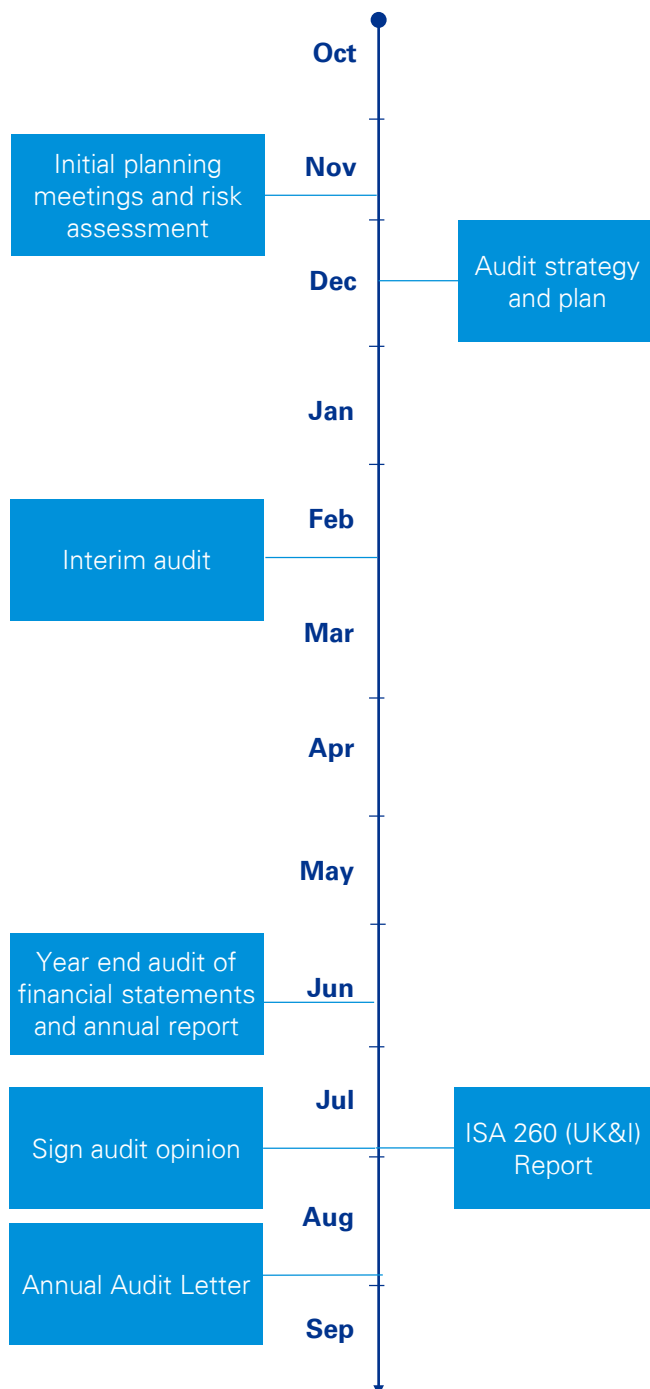 Oct
Initial planning
meetings and risk
assessment
Nov
Audit strategy
and plan
Dec
Jan
Feb
Interim audit
Mar
Apr
May
Year end audit of
financial statements
and annual report
Jun
Jul
Sign audit opinion
ISA 260 (UK&I)
Report
Aug
Annual Audit Letter
Sep